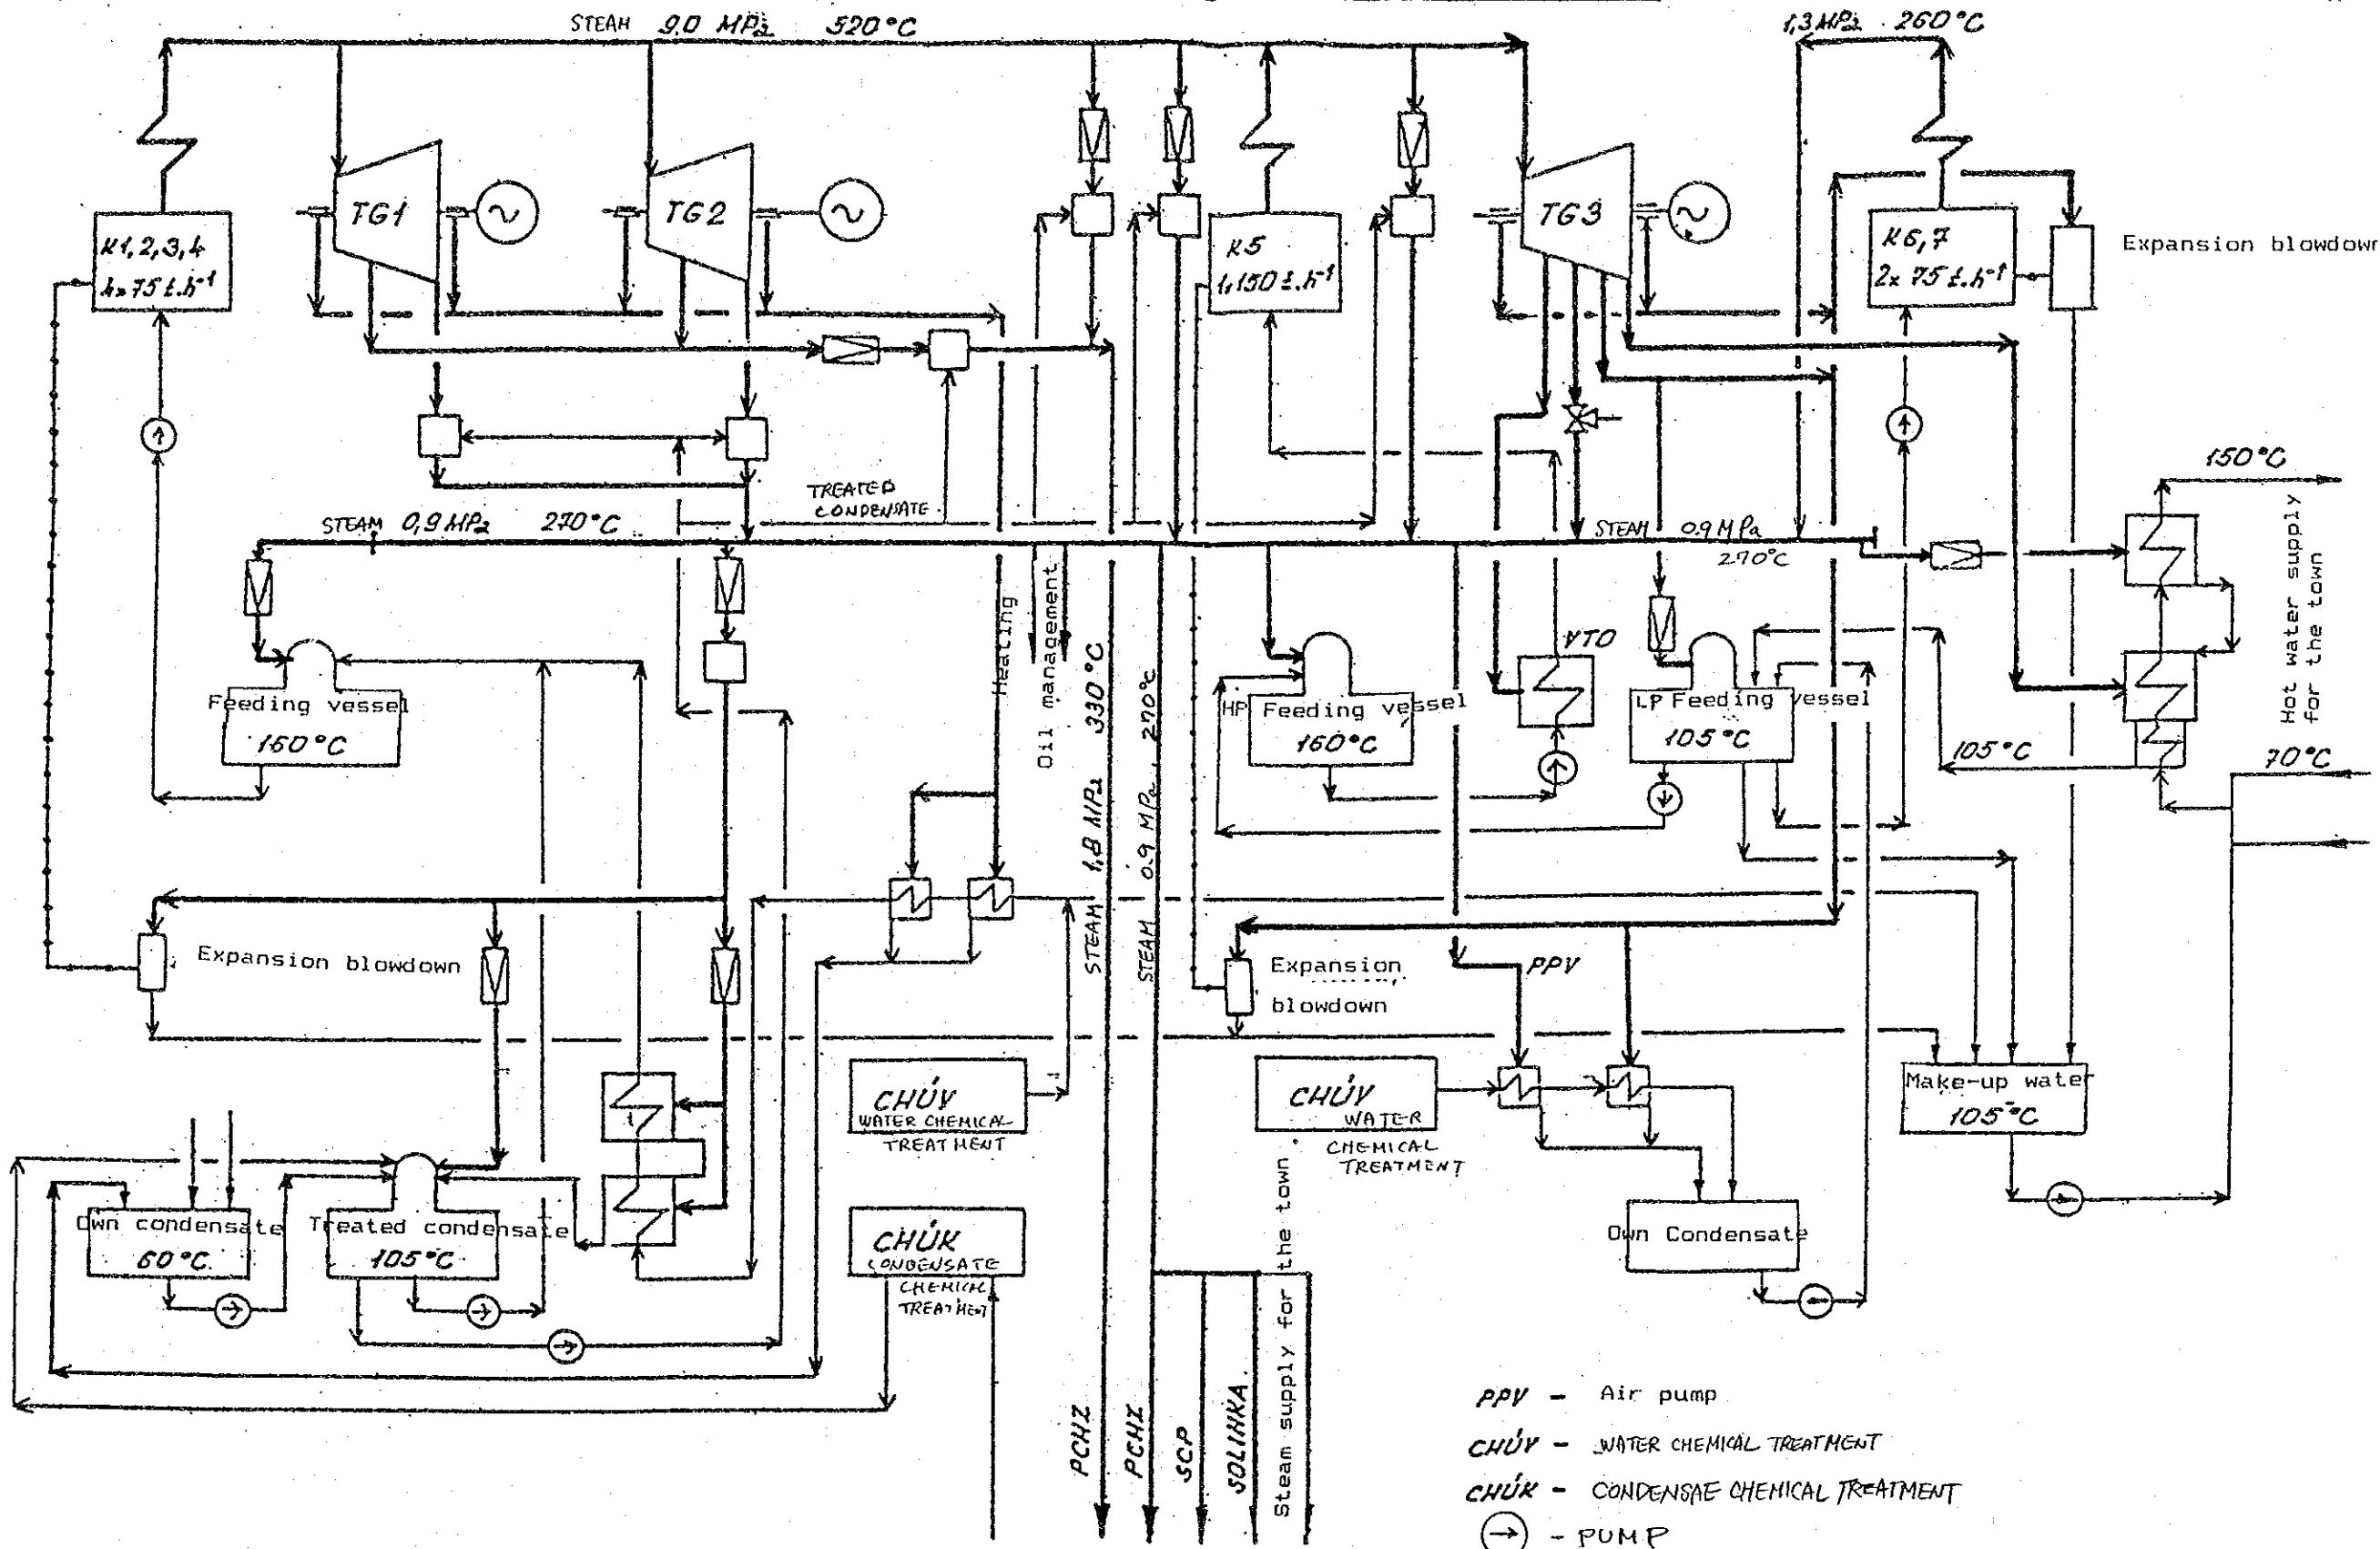 STEAM 9.0 MPa 520°C
1,3 MPa 260°C
TG1
TG2
TG3
K1,2,3,4
4x75 t.h⁻¹
K5
1,150 t.h⁻¹
K6,7
2x 75 t.h⁻¹
Expansion blowdown
TREATED
CONDENSATE
STEAM 0,9 MPa 270°C
STEAM 0.9 MPa
270°C
150°C
Hot water supply
for the town
Heating
Oil management
STEAM 1,8 MPa 330°C
STEAM 0.9 MPa, 270°C
VTO
Feeding vessel
160°C
HP Feeding vessel
160°C
LP Feeding vessel
105°C
105°C
70°C
Expansion blowdown
Expansion
blowdown
PPV
CHÚV
WATER CHEMICAL
TREATMENT
CHÚV
WATER
CHEMICAL
TREATMENT
Make-up water
105°C
Own condensate
60°C
Treated condensate
105°C
CHÚK
CONDENSATE
CHEMICAL
TREATMENT
Own Condensate
PCHZ
PCHZ
SCP
SOLINKA
Steam supply for the town
PPV - Air pump
CHÚV - WATER CHEMICAL TREATMENT
CHÚK - CONDENSAE CHEMICAL TREATMENT
- PUMP